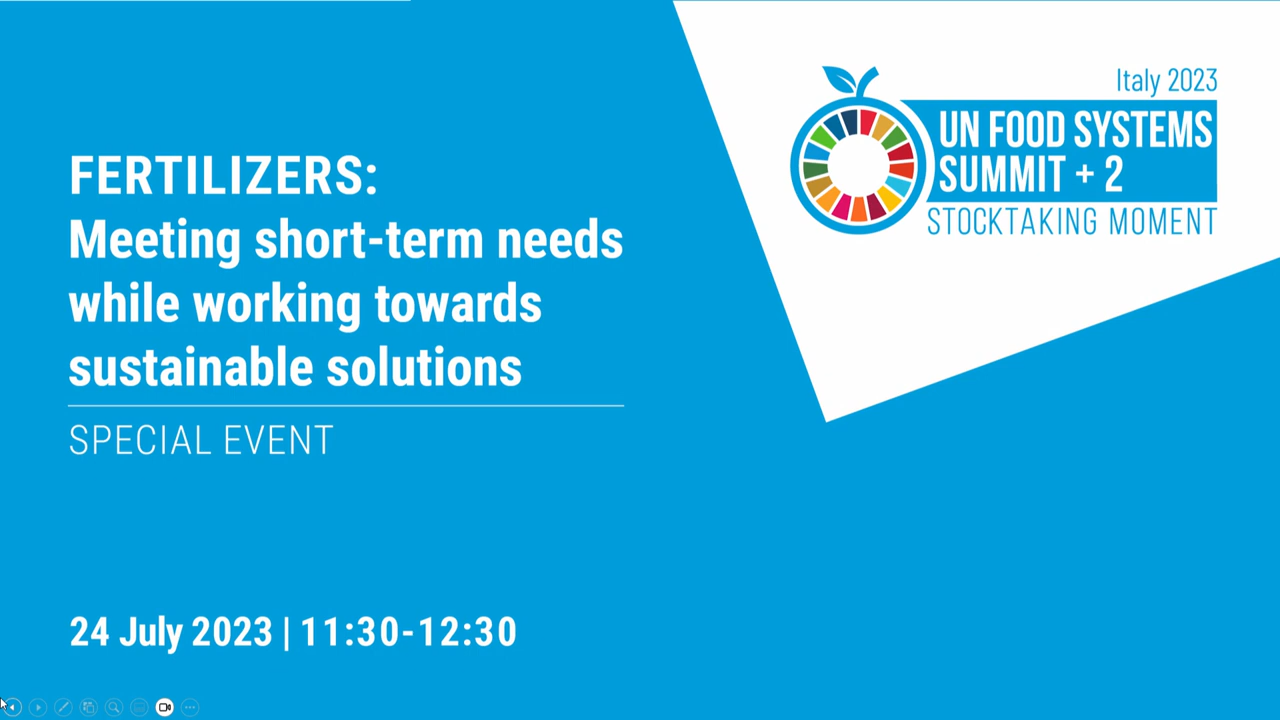 FERTILIZERS:
Meeting short-term needs
while working towards
sustainable solutions
SPECIAL EVENT
24 July 2023 | 11:30-12:30
Italy 2023
UN FOOD SYSTEMS
SUMMIT + 2
STOCKTAKING MOMENT